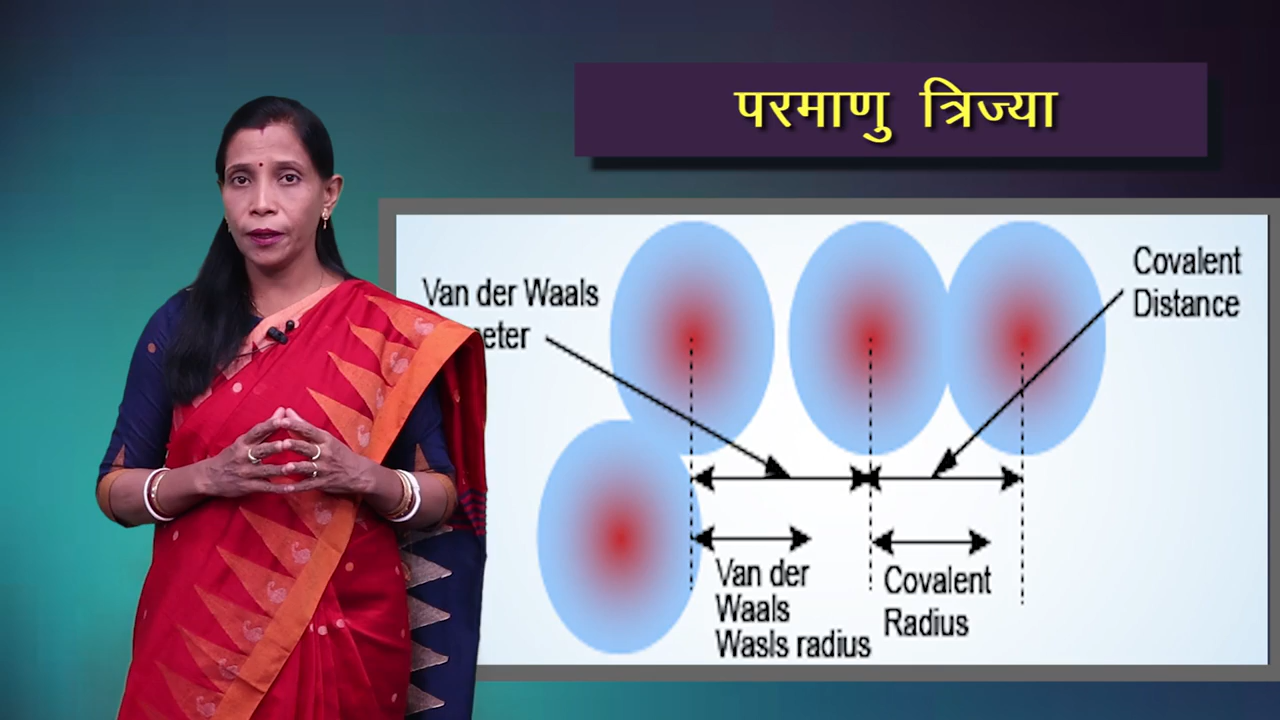 परमाणु त्रिज्या
Van der Waals
Covalent
Distance
Van der
Waals
Wasls radius
Covalent
Radius